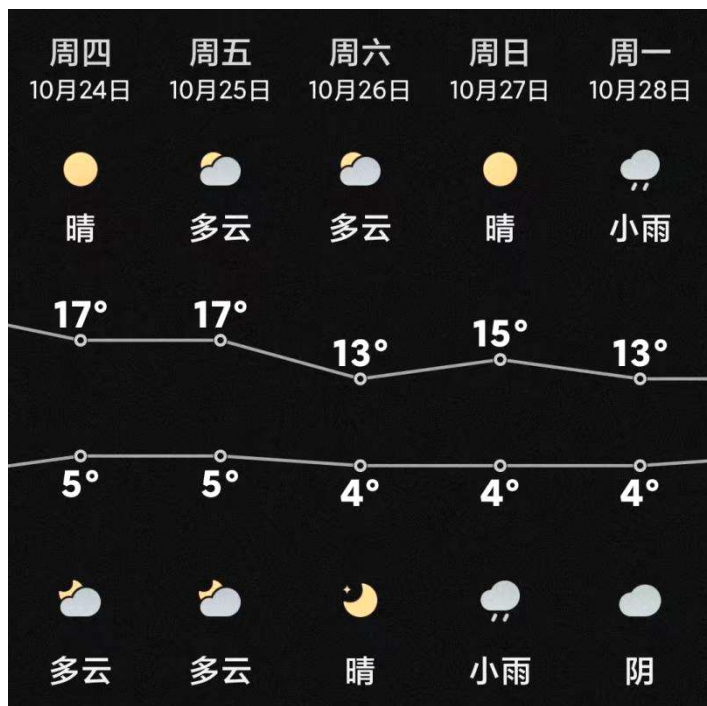 周四 周五 周六 周日 周一
10月24日 10月25日 10月26日 10月27日 10月28日
晴 多云 多云 晴 小雨
17° 17° 13° 15° 13°
5° 5° 4° 4° 4°
多云 多云 晴 小雨 阴